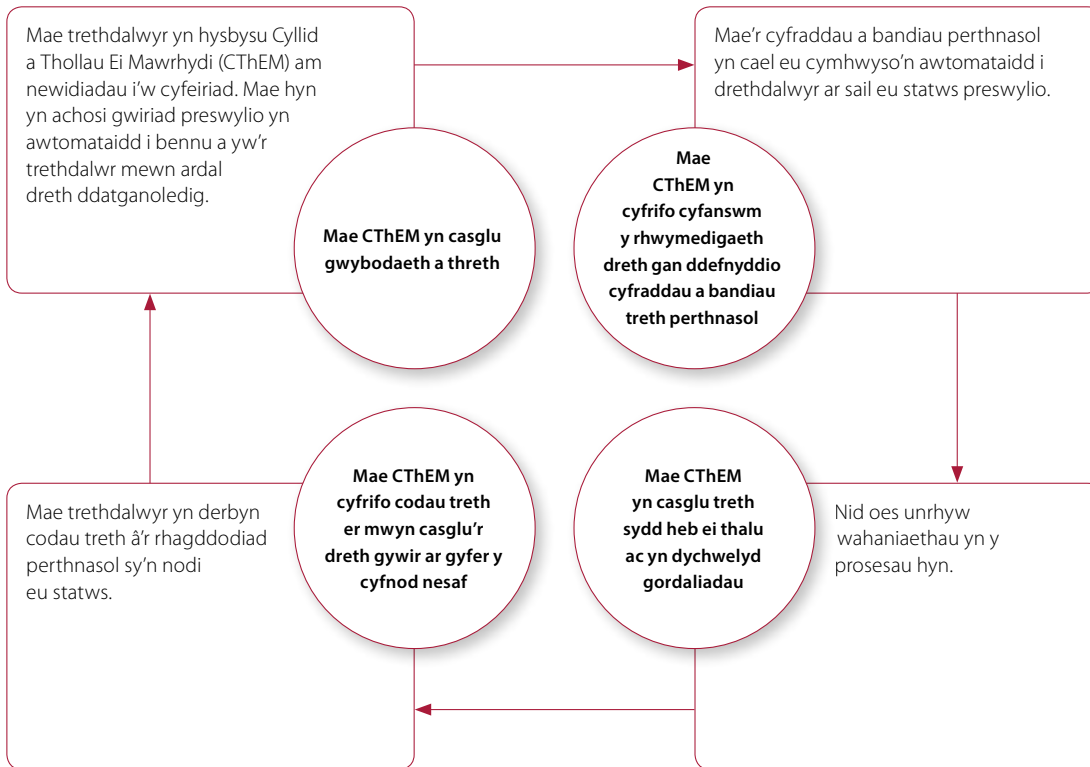 Mae trethdalwyr yn hysbysu Cyllid
a Thollau Ei Mawrhydi (CThEM) am
newidiadau i'w cyfeiriad. Mae hyn
yn achosi gwiriad preswylio yn
awtomataidd i bennu a yw'r
trethdalwr mewn ardal
dreth ddatganoledig.
Mae CThEM yn casglu
gwybodaeth a threth
Mae'r cyfraddau a bandiau perthnasol
yn cael eu cymhwyso'n awtomataidd i
drethdalwyr ar sail eu statws preswylio.
Mae
CThEM yn
cyfrifo cyfanswm
y rhwymedigaeth
dreth gan ddefnyddio
cyfraddau a bandiau
treth perthnasol
Mae trethdalwyr yn derbyn
codau treth â'r rhagddodiad
perthnasol sy'n nodi
eu statws.
Mae CThEM yn
cyfrifo codau treth
er mwyn casglu'r
dreth gywir ar gyfer y
cyfnod nesaf
Mae CThEM
yn casglu treth
sydd heb ei thalu
ac yn dychwelyd
gordaliadau
Nid oes unrhyw
wahaniaethau yn y
prosesau hyn.